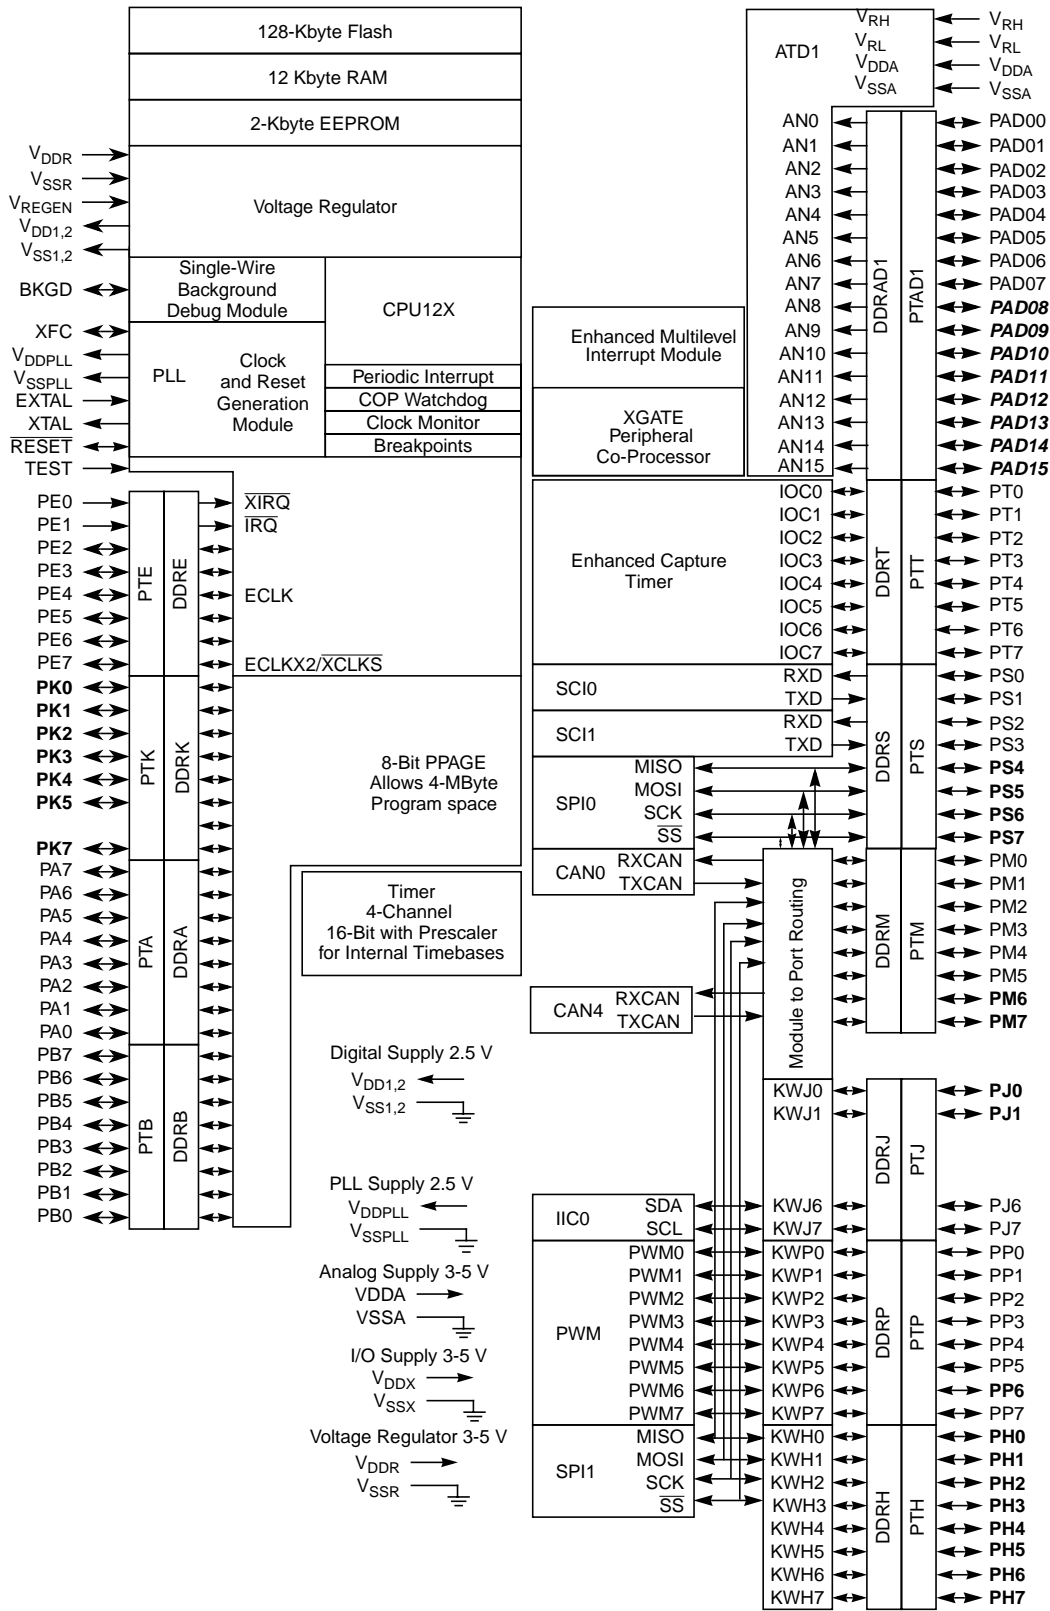 128-Kbyte Flash
12 Kbyte RAM
2-Kbyte EEPROM
VDDR
VSSR
VREGEN
VDD1,2
VSS1,2
Voltage Regulator
BKGD
Single-Wire
Background
Debug Module
CPU12X
XFC
VDDPLL
VSSPLL
EXTAL
XTAL
RESET
TEST
PLL
Clock
and Reset
Generation
Module
Periodic Interrupt
COP Watchdog
Clock Monitor
Breakpoints
PE0
PE1
PE2
PE3
PE4
PE5
PE6
PE7
PTE
DDRE
XIRQ
IRQ
ECLK
ECLKX2/XCLKS
PK0
PK1
PK2
PK3
PK4
PK5
PK7
PTK
DDRK
8-Bit PPAGE
Allows 4-MByte
Program space
PA7
PA6
PA5
PA4
PA3
PA2
PA1
PA0
PTA
DDRA
Timer
4-Channel
16-Bit with Prescaler
for Internal Timebases
PB7
PB6
PB5
PB4
PB3
PB2
PB1
PB0
PTB
DDRB
Digital Supply 2.5 V
VDD1,2
VSS1,2
PLL Supply 2.5 V
VDDPLL
VSSPLL
Analog Supply 3-5 V
VDDA
VSSA
I/O Supply 3-5 V
VDDX
VSSX
Voltage Regulator 3-5 V
VDDR
VSSR
Enhanced Multilevel
Interrupt Module
XGATE
Peripheral
Co-Processor
ATD1
VRH
VRL
VDDA
VSSA
VRH
VRL
VDDA
VSSA
AN0
AN1
AN2
AN3
AN4
AN5
AN6
AN7
AN8
AN9
AN10
AN11
AN12
AN13
AN14
AN15
DDRAD1
PTAD1
PAD00
PAD01
PAD02
PAD03
PAD04
PAD05
PAD06
PAD07
PAD08
PAD09
PAD10
PAD11
PAD12
PAD13
PAD14
PAD15
Enhanced Capture
Timer
IOC0
IOC1
IOC2
IOC3
IOC4
IOC5
IOC6
IOC7
DDRT
PTT
PT0
PT1
PT2
PT3
PT4
PT5
PT6
PT7
SCI0
RXD
TXD
SCI1
RXD
TXD
SPI0
MISO
MOSI
SCK
SS
DDRS
PTS
PS0
PS1
PS2
PS3
PS4
PS5
PS6
PS7
CAN0
RXCAN
TXCAN
CAN4
RXCAN
TXCAN
Module to Port Routing
DDRM
PTM
PM0
PM1
PM2
PM3
PM4
PM5
PM6
PM7
KWJ0
KWJ1
KWJ6
KWJ7
DDRJ
PTJ
PJ0
PJ1
PJ6
PJ7
IIC0
SDA
SCL
PWM
PWM0
PWM1
PWM2
PWM3
PWM4
PWM5
PWM6
PWM7
KWP0
KWP1
KWP2
KWP3
KWP4
KWP5
KWP6
KWP7
DDRP
PTP
PP0
PP1
PP2
PP3
PP4
PP5
PP6
PP7
SPI1
MISO
MOSI
SCK
SS
KWH0
KWH1
KWH2
KWH3
KWH4
KWH5
KWH6
KWH7
DDRH
PTH
PH0
PH1
PH2
PH3
PH4
PH5
PH6
PH7